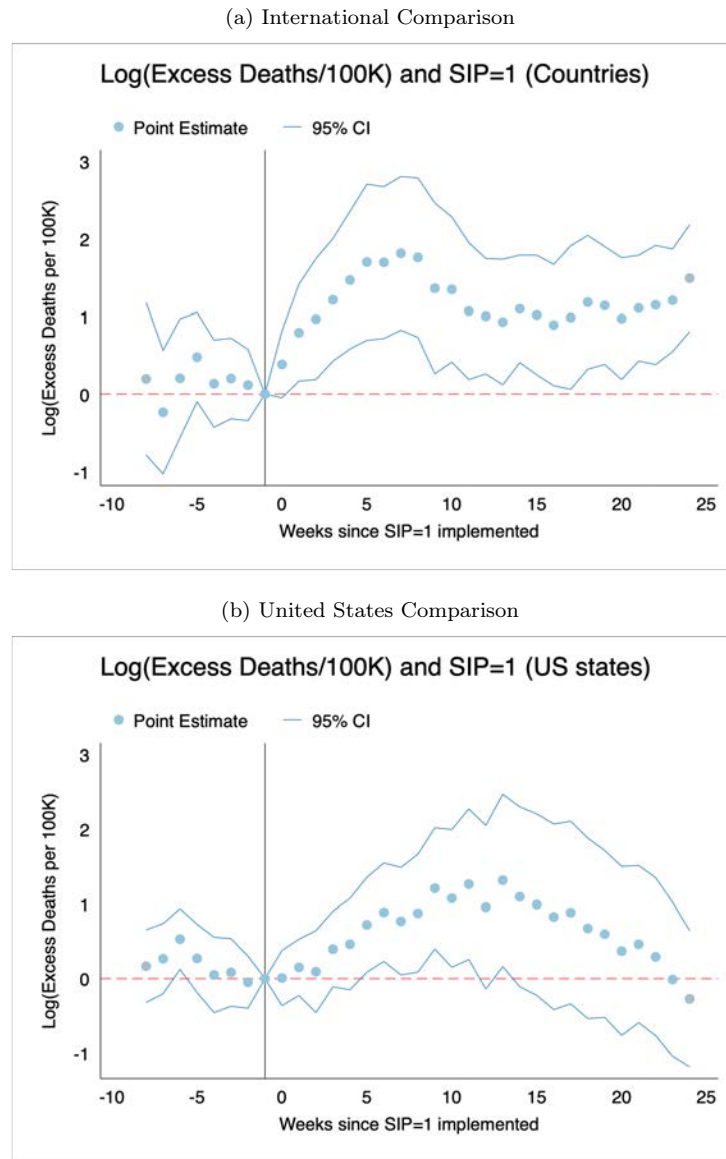 (a) International Comparison
Log(Excess Deaths/100K) and SIP=1 (Countries)
Point Estimate 95% CI
Log(Excess Deaths per 100K)
3
2
1
0
-1
-10 -5 0 5 10 15 20 25
Weeks since SIP=1 implemented
(b) United States Comparison
Log(Excess Deaths/100K) and SIP=1 (US states)
Point Estimate 95% CI
Log(Excess Deaths per 100K)
3
2
1
0
-1
-10 -5 0 5 10 15 20 25
Weeks since SIP=1 implemented